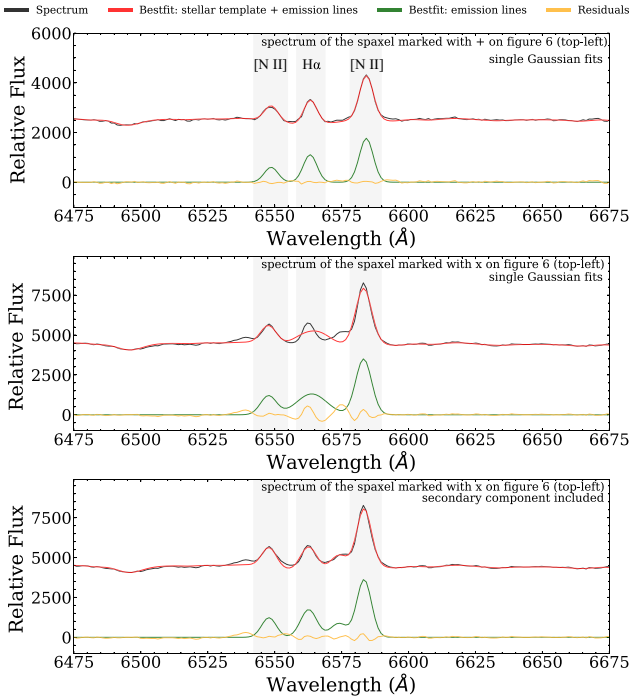 Spectrum Bestfit: stellar template + emission lines Bestfit: emission lines Residuals
spectrum of the spaxel marked with + on figure 6 (top-left)
single Gaussian fits
[N II] Hα [N II]
6000
4000
2000
0
Relative Flux
6475 6500 6525 6550 6575 6600 6625 6650 6675
Wavelength (Å)
spectrum of the spaxel marked with x on figure 6 (top-left)
single Gaussian fits
7500
5000
2500
0
Relative Flux
6475 6500 6525 6550 6575 6600 6625 6650 6675
Wavelength (Å)
spectrum of the spaxel marked with x on figure 6 (top-left)
secondary component included
7500
5000
2500
0
Relative Flux
6475 6500 6525 6550 6575 6600 6625 6650 6675
Wavelength (Å)